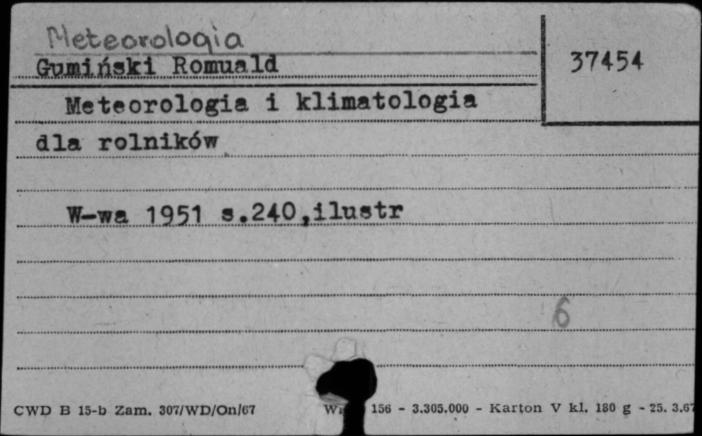 Meteorologia
Gumiński Romuald
37454
Meteorologia i klimatologia
dla rolników
W-wa 1951 s.240,ilustr
6
CWD B 15-b Zam. 307/WD/On/67 156 - 3.305.000 - Karton V kl. 180 g - 25. 3.67